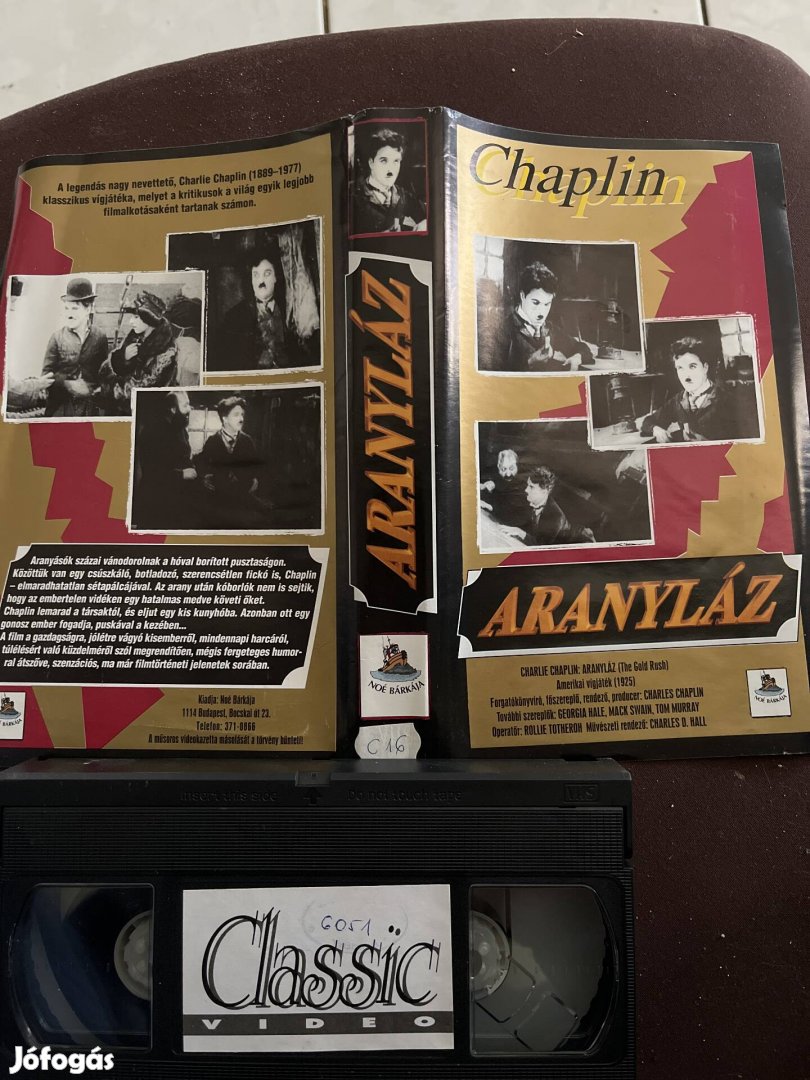 A legendás nagy nevettető, Charlie Chaplin (1889–1977)
klasszikus vígjátéka, melyet a kritikusok a világ egyik legjobb
filmalkotásaként tartanak számon.
Aranyásók százai vándorolnak a hóval borított pusztaságon.
Közöttük van egy csúszkáló, botladozó, szerencsétlen fickó is, Chaplin
– elmaradhatatlan sétapálcájával. Az arany után kóborlók nem is sejtik,
hogy az embertelen vidéken egy hatalmas medve követi őket.
Chaplin lemarad a társaktól, és eljut egy kis kunyhóba. Azonban ott egy
gonosz ember fogadja, puskával a kezében...
A film a gazdagságra, jólétre vágyó kisemberről, mindennapi harcáról,
túlélésért való küzdelméről szól megrendítően, mégis fergeteges humor-
ral átszőve, szenzációs, ma már filmtörténeti jelenetek sorában.
NOÉ BÁRKÁJA
Kiadja: Noé Bárkája
1114 Budapest, Bocskai út 23.
Telefon: 371-0866
A műsoros videokazetta másolását a törvény bünteti!
ARANYLÁZ
NOÉ BÁRKÁJA
C16
Chaplin
Chaplin
ARANYLÁZ
CHARLIE CHAPLIN: ARANYLÁZ (The Gold Rush)
Amerikai vígjáték (1925)
Forgatókönyvíró, főszereplő, rendező, producer: CHARLES CHAPLIN
További szereplők: GEORGIA HALE, MACK SWAIN, TOM MURRAY
Operatőr: ROLLIE TOTHEROH Művészeti rendező: CHARLES D. HALL
NOÉ BÁRKÁJA
Insert this side Do not touch tape VHS
6051
Classic
VIDEO
Jófogás